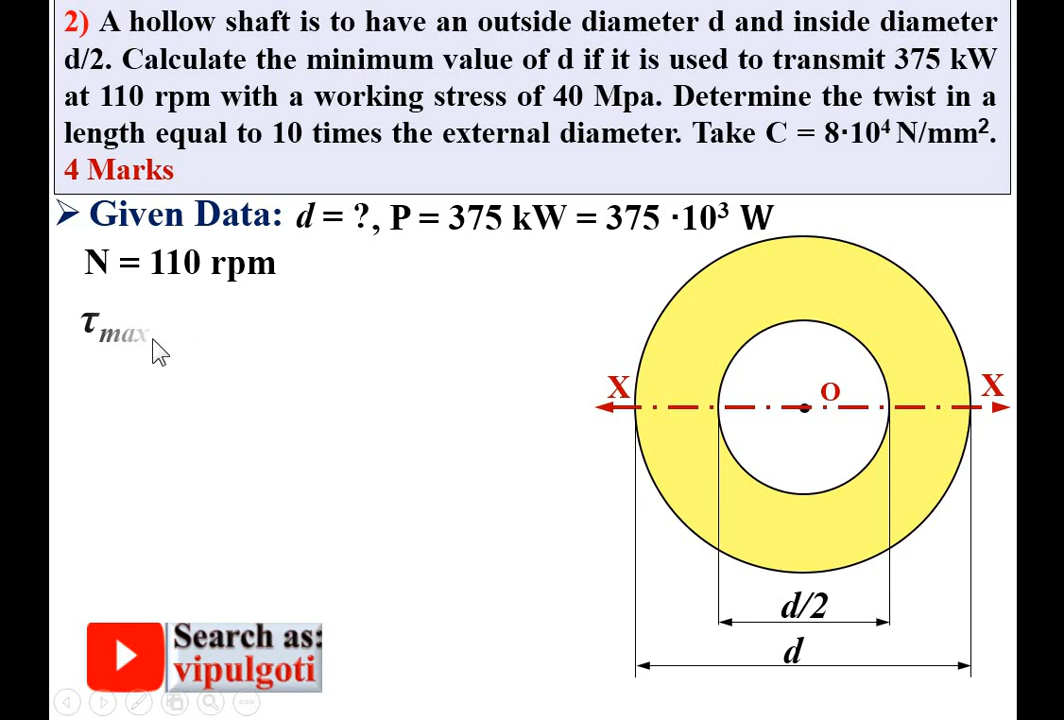 2) A hollow shaft is to have an outside diameter d and inside diameter
d/2. Calculate the minimum value of d if it is used to transmit 375 kW
at 110 rpm with a working stress of 40 Mpa. Determine the twist in a
length equal to 10 times the external diameter. Take C = 8·10⁴ N/mm².
4 Marks
➢ Given Data: d = ?, P = 375 kW = 375 ·10³ W
N = 110 rpm
τmax
X
O
X
d/2
d
Search as:
vipulgoti